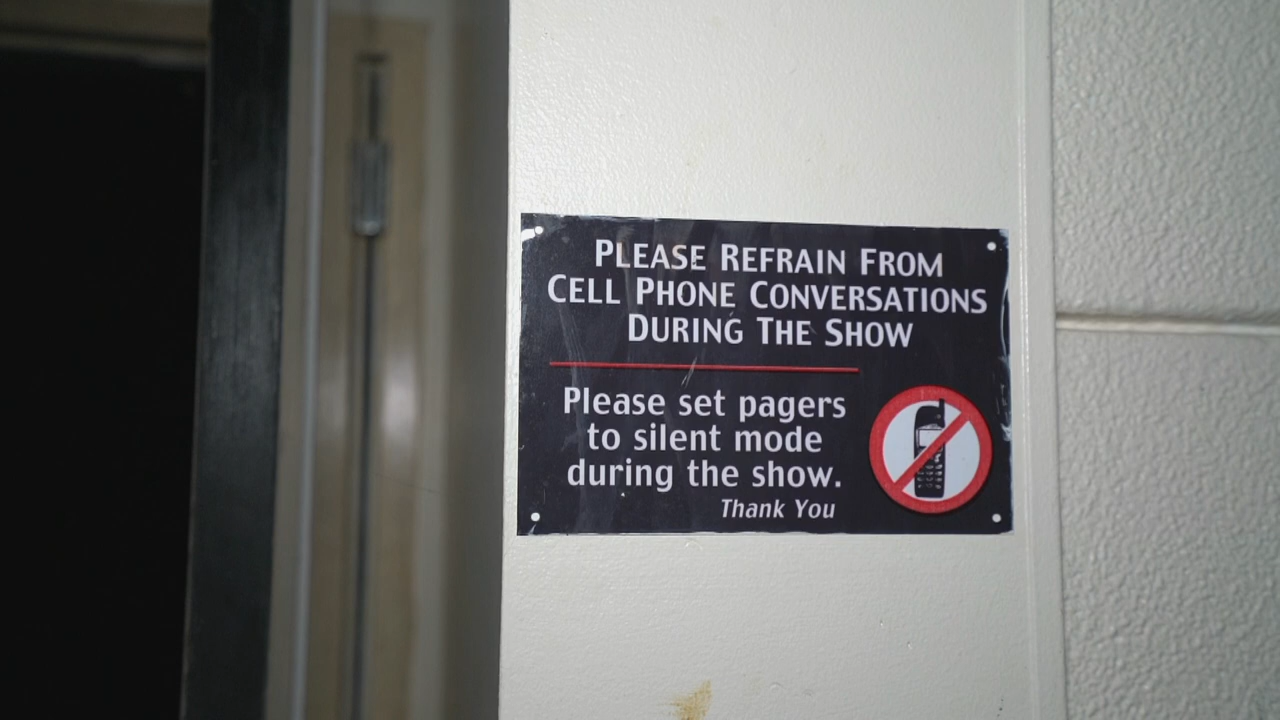 PLEASE REFRAIN FROM
CELL PHONE CONVERSATIONS
DURING THE SHOW
Please set pagers
to silent mode
during the show.
Thank You